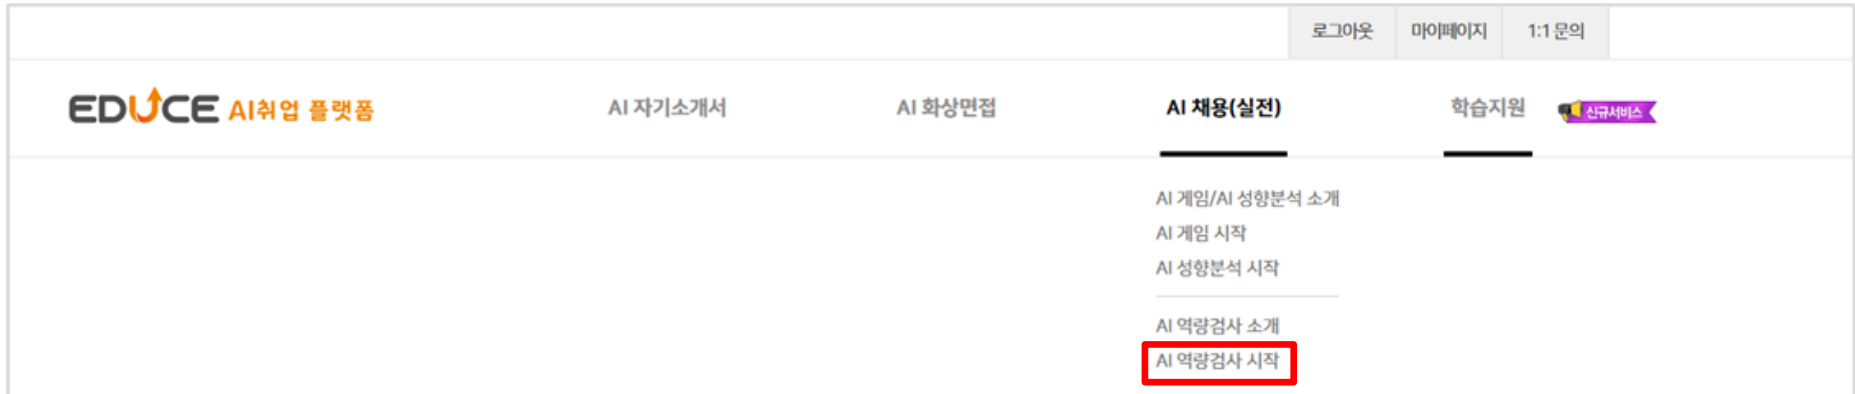 로그아웃 마이페이지 1:1 문의
EDUCE AI취업 플랫폼 AI 자기소개서 AI 화상면접 AI 채용(실전) 학습지원 신규서비스
AI 게임/AI 성향분석 소개
AI 게임 시작
AI 성향분석 시작
AI 역량검사 소개
AI 역량검사 시작